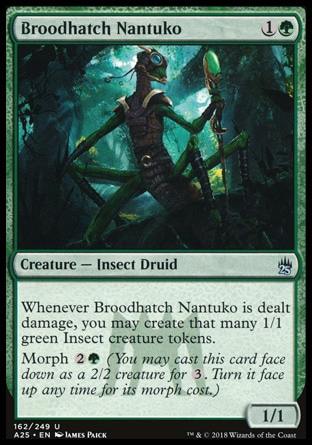 Broodhatch Nantuko 1
Creature — Insect Druid
25
Whenever Broodhatch Nantuko is dealt
damage, you may create that many 1/1
green Insect creature tokens.
Morph 2 (You may cast this card face
down as a 2/2 creature for 3. Turn it face
up any time for its morph cost.)
1/1
162/249 U
A25 • EN James Paick
™ & © 2018 Wizards of the Coast